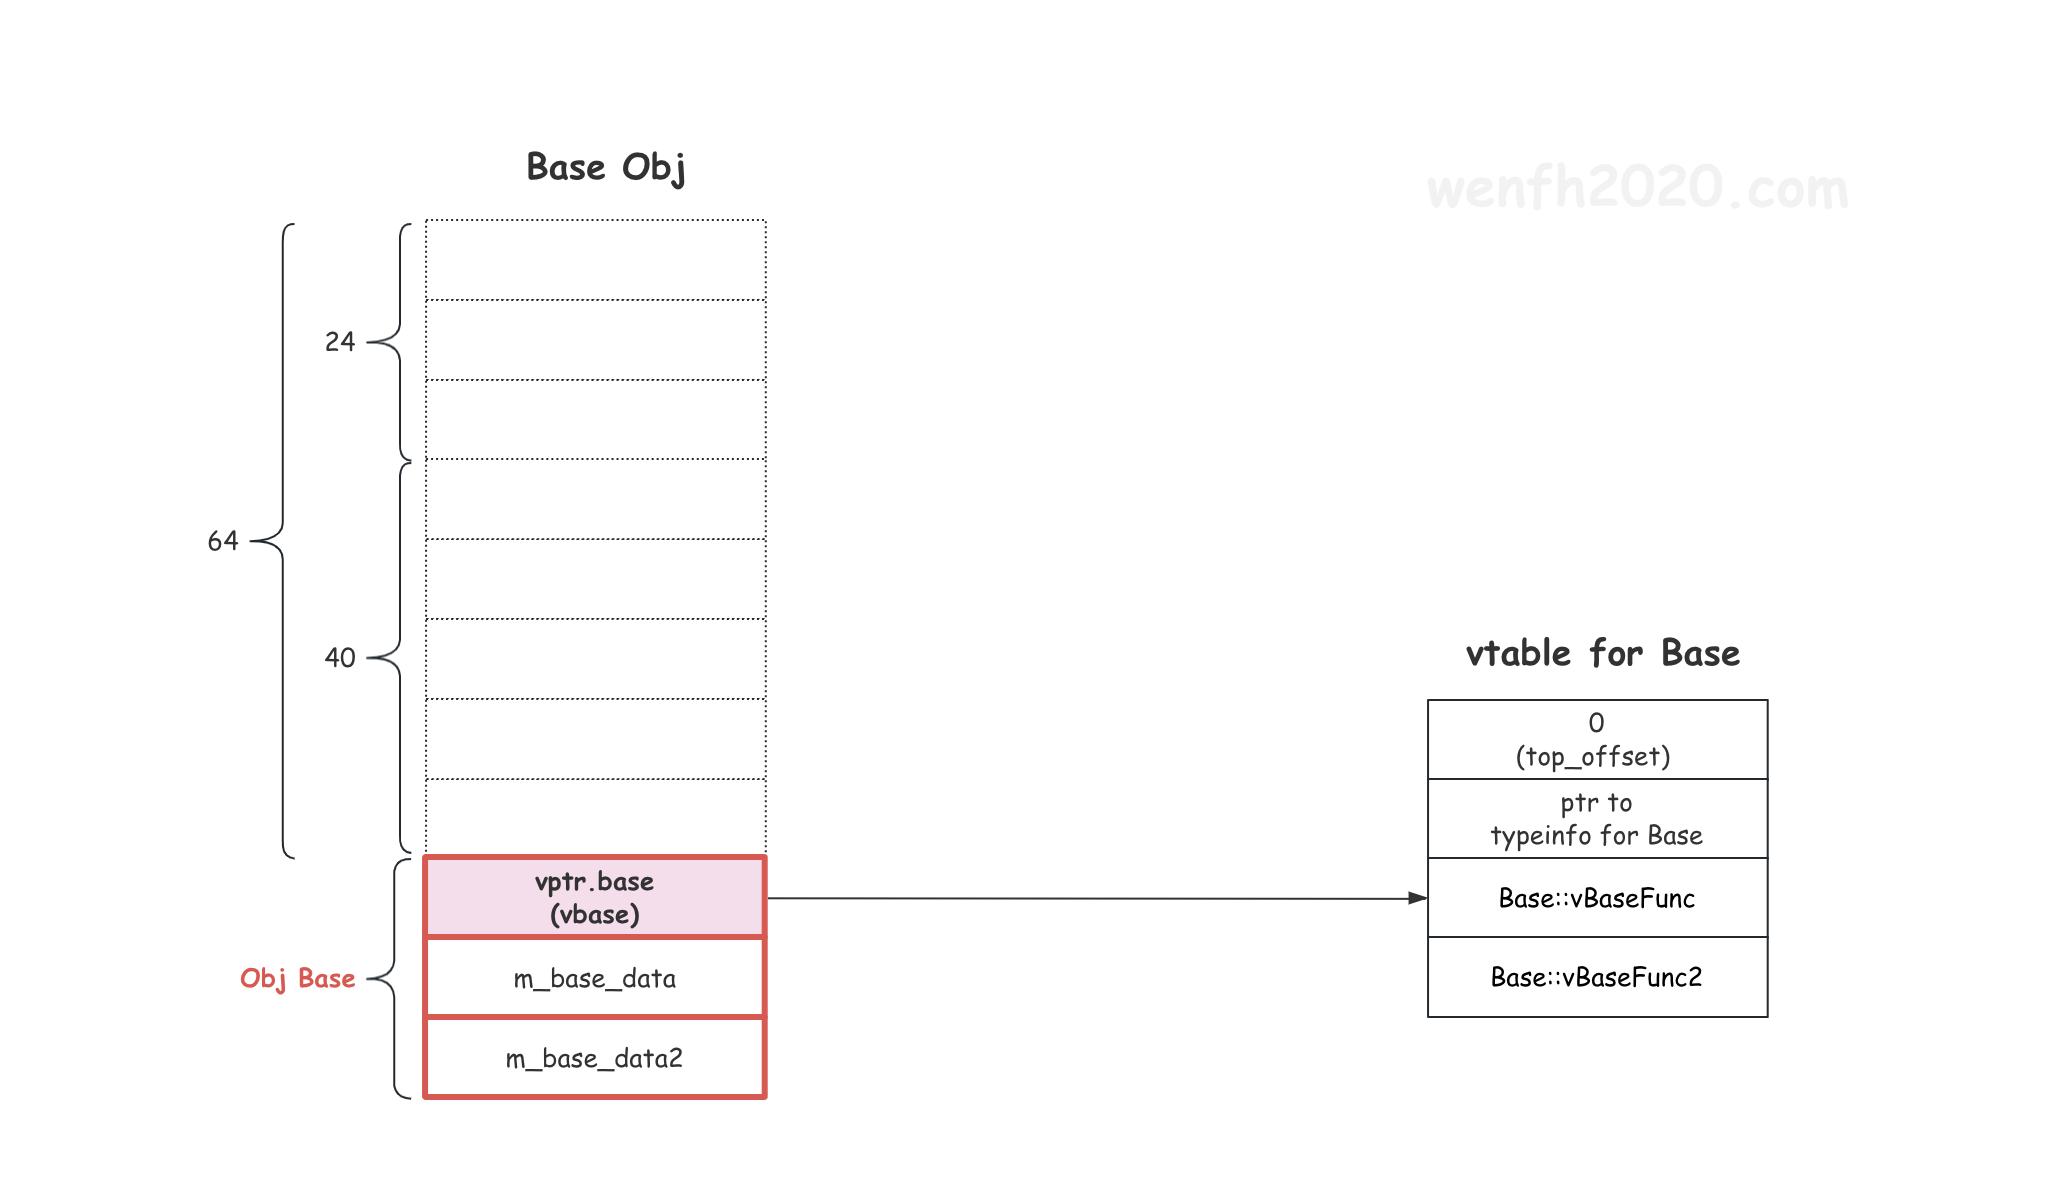 Base Obj
wenfh2020.com
24
64
40
vtable for Base
0
(top_offset)
ptr to
typeinfo for Base
vptr.base
(vbase)
Base::vBaseFunc
Obj Base
m_base_data
Base::vBaseFunc2
m_base_data2